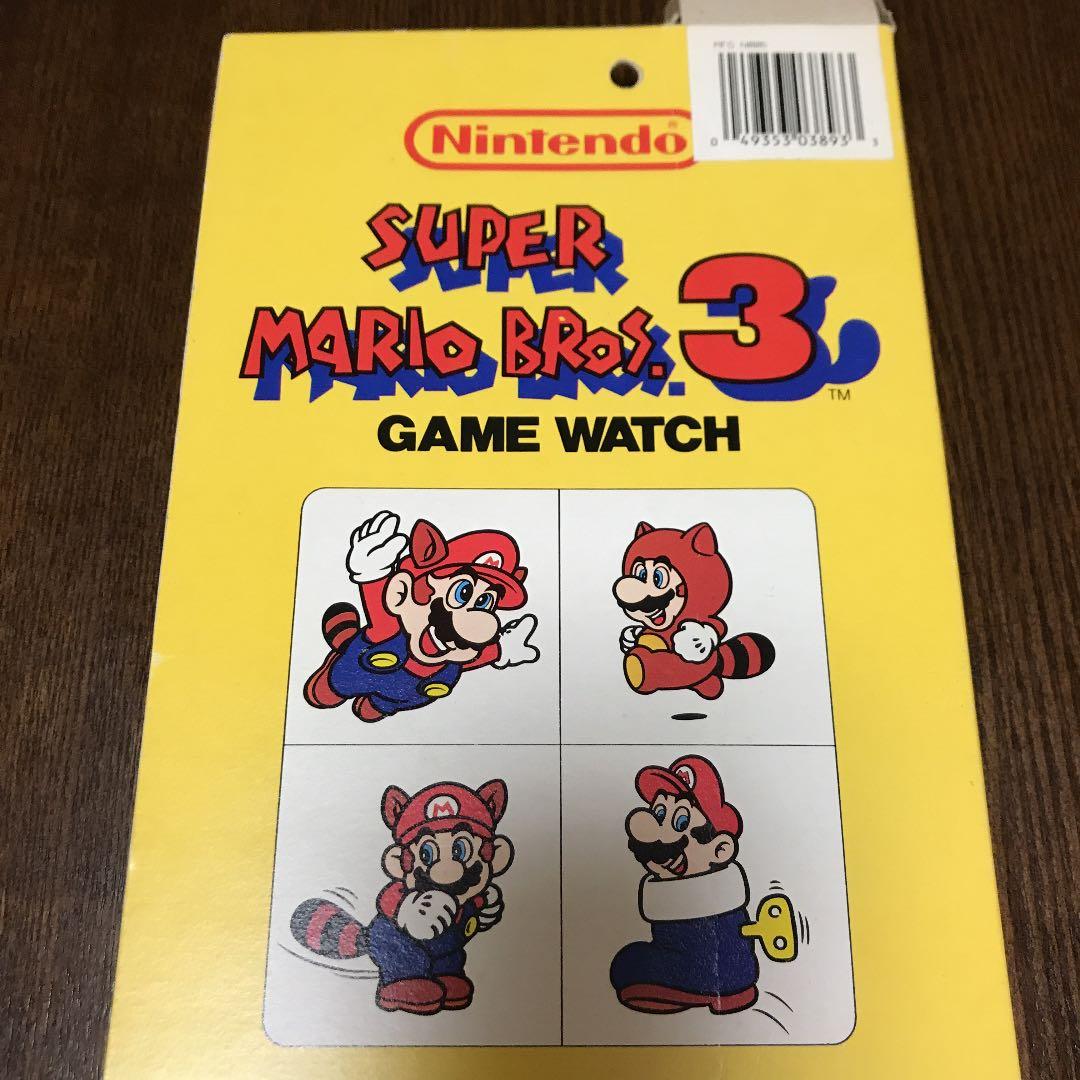 Nintendo®
0 49353 03893 3
SUPER
MARIO BROS. 3
TM
GAME WATCH
M
M
M